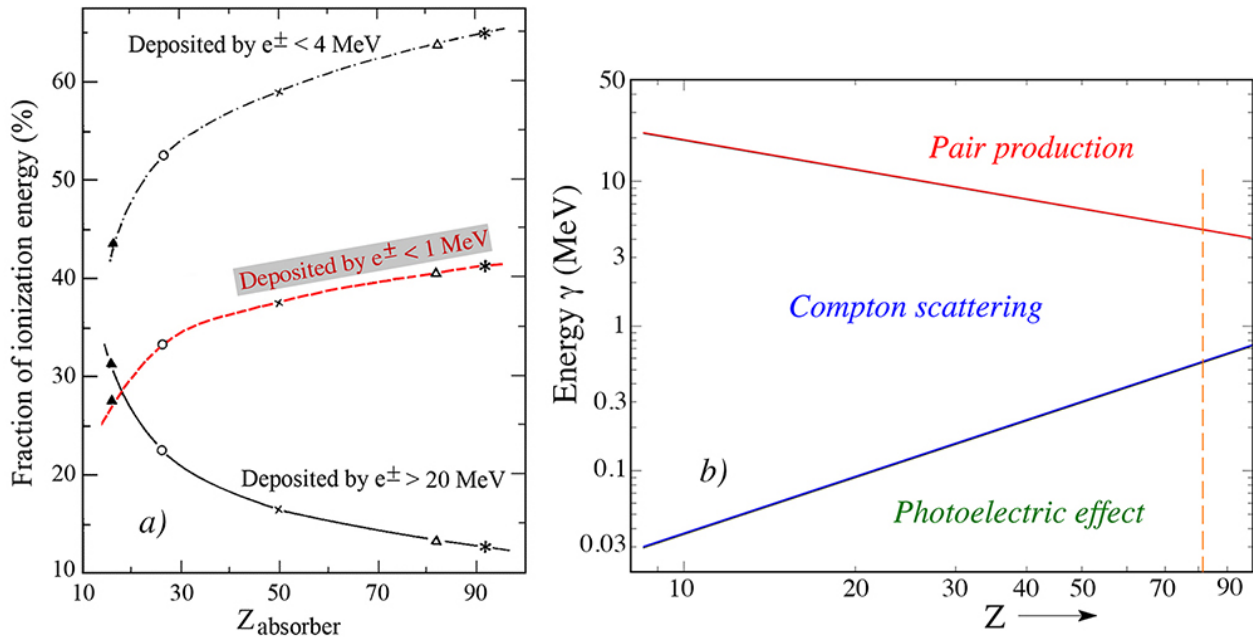 Deposited by e± < 4 MeV
Deposited by e± < 1 MeV
Deposited by e± > 20 MeV
a)
Fraction of ionization energy (%)
60
50
40
30
20
10
10
30
50
70
90
Z absorber
50
10
3
1
0.3
0.1
0.03
Energy γ (MeV)
Pair production
Compton scattering
Photoelectric effect
b)
10
20
30
40
50
70
90
Z